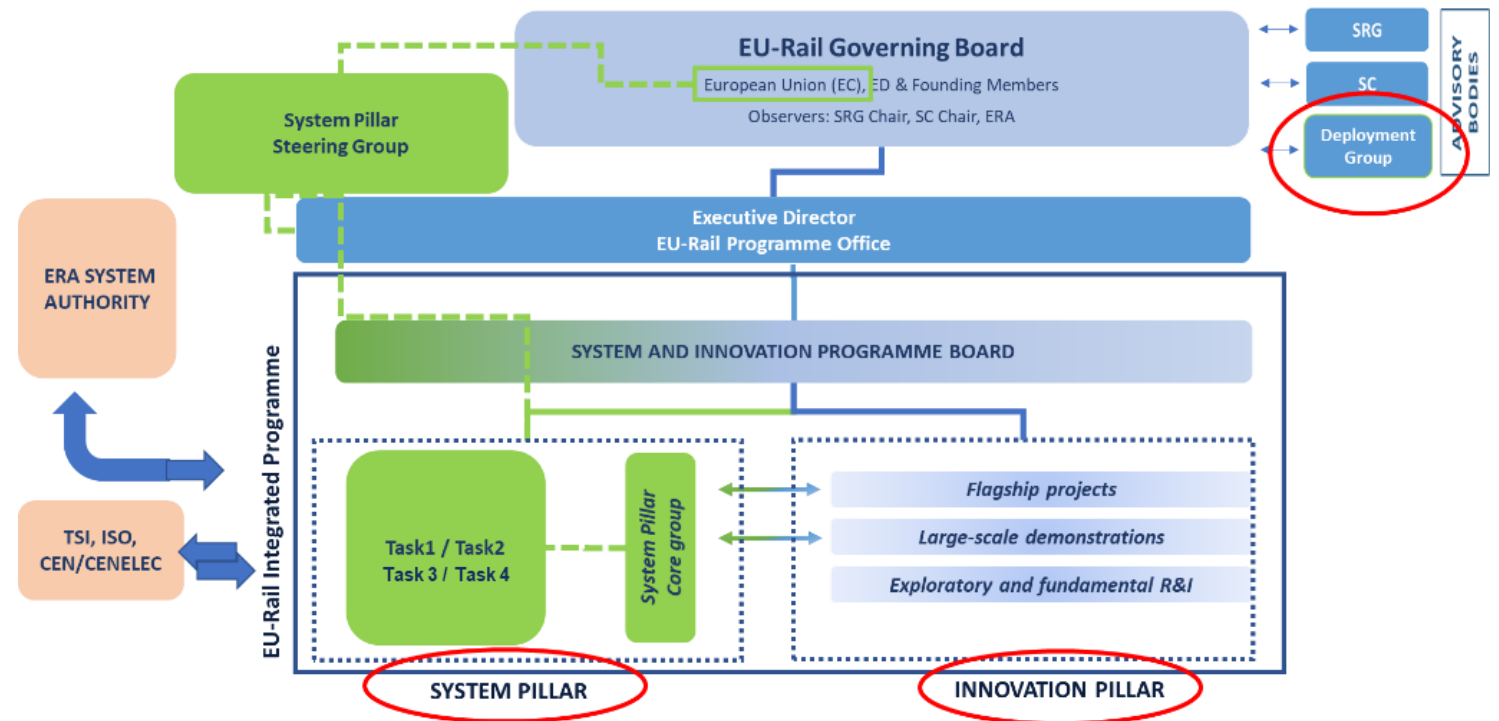 EU-Rail Governing Board
European Union (EC), ED & Founding Members
Observers: SRG Chair, SC Chair, ERA
SRG
SC
Deployment
Group
ADVISORY
BODIES
System Pillar
Steering Group
Executive Director
EU-Rail Programme Office
ERA SYSTEM
AUTHORITY
TSI, ISO,
CEN/CENELEC
EU-Rail Integrated Programme
SYSTEM AND INNOVATION PROGRAMME BOARD
Task1 / Task2
Task 3 / Task 4
System Pillar
Core group
Flagship projects
Large-scale demonstrations
Exploratory and fundamental R&I
SYSTEM PILLAR
INNOVATION PILLAR